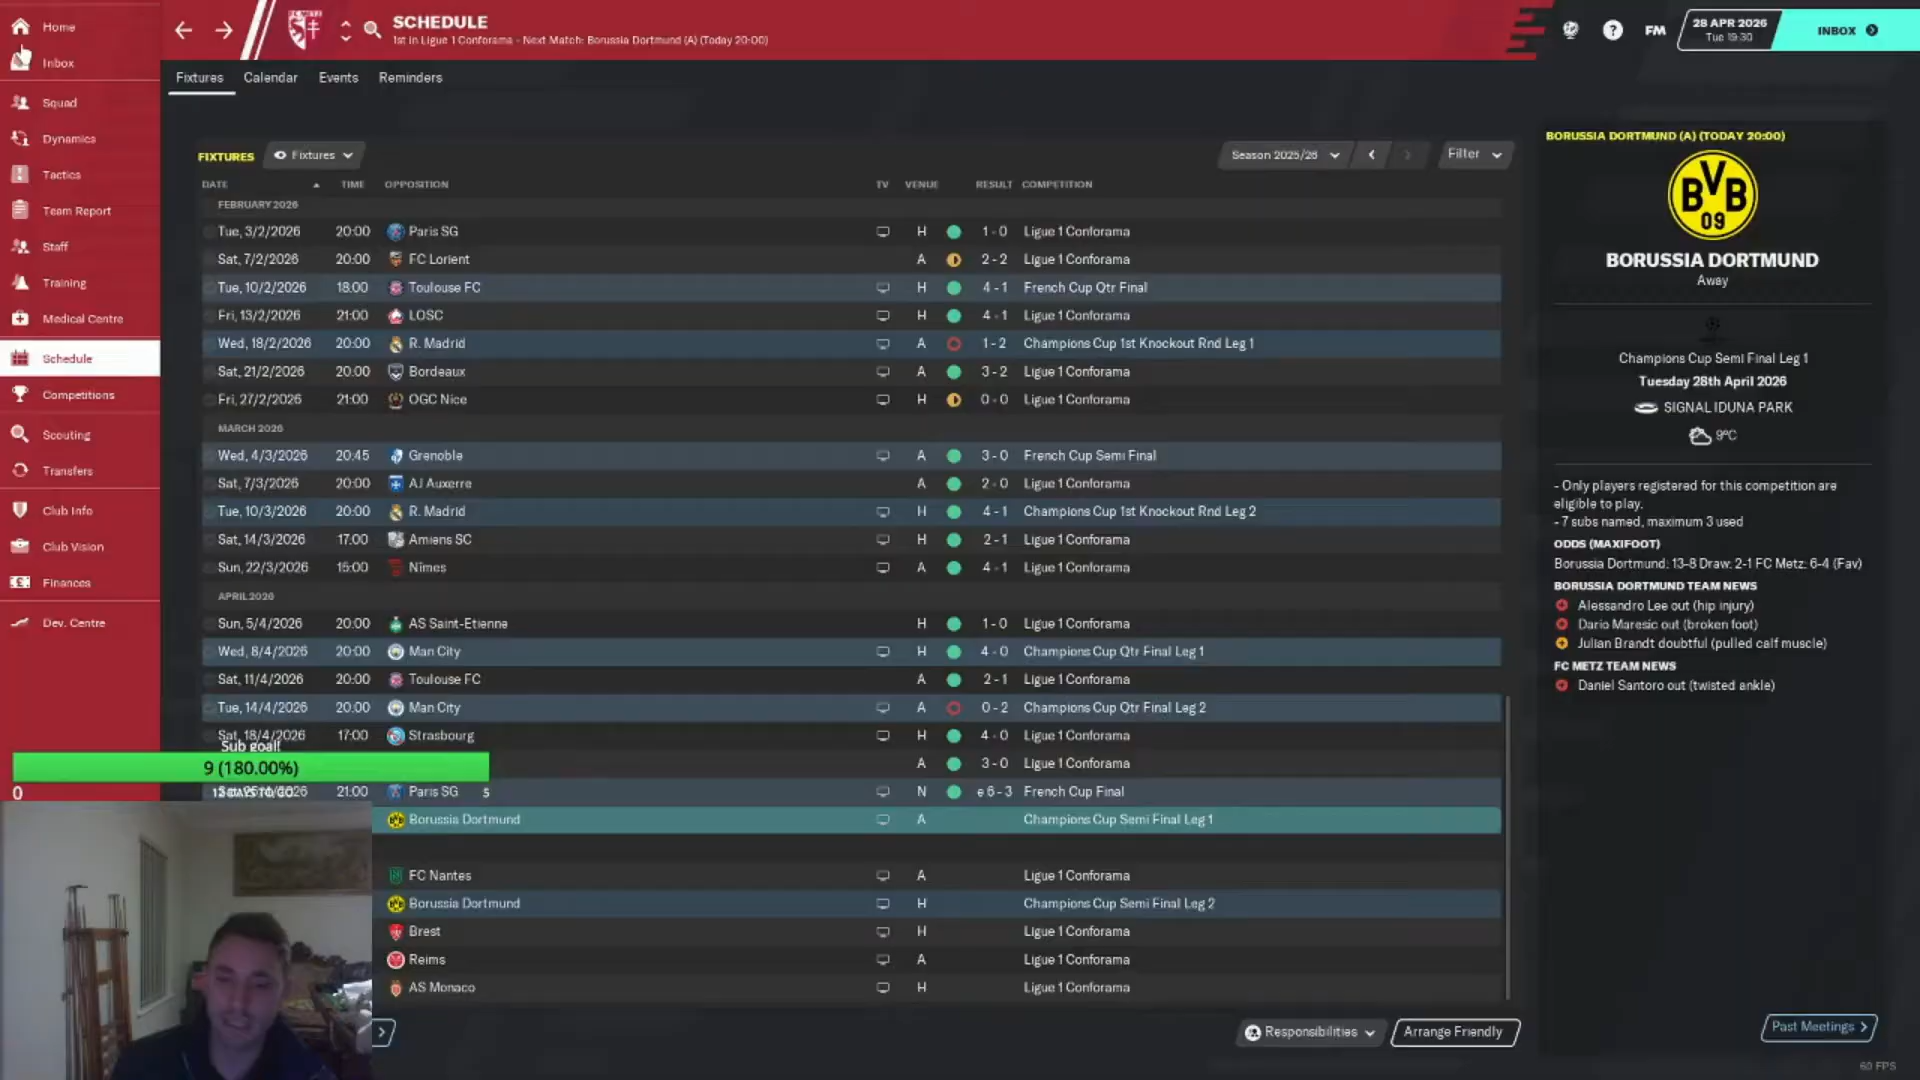 Home
SCHEDULE
1st in Ligue 1 Conforama - Next Match: Borussia Dortmund (A) (Today 20:00)
FM
28 APR 2026
Tue 19:30
INBOX
Inbox
Fixtures Calendar Events Reminders
Squad
Dynamics
Tactics
Team Report
Staff
Training
Medical Centre
Schedule
Competitions
Scouting
Transfers
Club Info
Club Vision
Finances
Dev. Centre
FIXTURES Fixtures Season 2025/26 Filter
DATE TIME OPPOSITION TV VENUE RESULT COMPETITION
FEBRUARY 2026
Tue, 3/2/2026 20:00 Paris SG H 1 - 0 Ligue 1 Conforama
Sat, 7/2/2026 20:00 FC Lorient A 2 - 2 Ligue 1 Conforama
Tue, 10/2/2026 18:00 Toulouse FC H 4 - 1 French Cup Qtr Final
Fri, 13/2/2026 21:00 LOSC H 4 - 1 Ligue 1 Conforama
Wed, 18/2/2026 20:00 R. Madrid A 1 - 2 Champions Cup 1st Knockout Rnd Leg 1
Sat, 21/2/2026 20:00 Bordeaux A 3 - 2 Ligue 1 Conforama
Fri, 27/2/2026 21:00 OGC Nice H 0 - 0 Ligue 1 Conforama
MARCH 2026
Wed, 4/3/2026 20:45 Grenoble A 3 - 0 French Cup Semi Final
Sat, 7/3/2026 20:00 AJ Auxerre A 2 - 0 Ligue 1 Conforama
Tue, 10/3/2026 20:00 R. Madrid H 4 - 1 Champions Cup 1st Knockout Rnd Leg 2
Sat, 14/3/2026 17:00 Amiens SC H 2 - 1 Ligue 1 Conforama
Sun, 22/3/2026 15:00 Nîmes A 4 - 1 Ligue 1 Conforama
APRIL 2026
Sun, 5/4/2026 20:00 AS Saint-Etienne H 1 - 0 Ligue 1 Conforama
Wed, 8/4/2026 20:00 Man City H 4 - 0 Champions Cup Qtr Final Leg 1
Sat, 11/4/2026 20:00 Toulouse FC A 2 - 1 Ligue 1 Conforama
Tue, 14/4/2026 20:00 Man City A 0 - 2 Champions Cup Qtr Final Leg 2
Sat, 18/4/2026 17:00 Strasbourg H 4 - 0 Ligue 1 Conforama
Sub goal!
9 (180.00%)
A 3 - 0 Ligue 1 Conforama
0 5
21:00 Paris SG N e 6 - 3 French Cup Final
Borussia Dortmund A Champions Cup Semi Final Leg 1
FC Nantes A Ligue 1 Conforama
Borussia Dortmund H Champions Cup Semi Final Leg 2
Brest H Ligue 1 Conforama
Reims A Ligue 1 Conforama
AS Monaco H Ligue 1 Conforama
Responsibilities Arrange Friendly
BORUSSIA DORTMUND (A) (TODAY 20:00)
BVB
09
BORUSSIA DORTMUND
Away
Champions Cup Semi Final Leg 1
Tuesday 28th April 2026
SIGNAL IDUNA PARK
9°C
- Only players registered for this competition are
eligible to play.
- 7 subs named, maximum 3 used
ODDS (MAXIFOOT)
Borussia Dortmund: 13-8 Draw: 2-1 FC Metz: 6-4 (Fav)
BORUSSIA DORTMUND TEAM NEWS
Alessandro Lee out (hip injury)
Dario Maresic out (broken foot)
Julian Brandt doubtful (pulled calf muscle)
FC METZ TEAM NEWS
Daniel Santoro out (twisted ankle)
Past Meetings
60 FPS